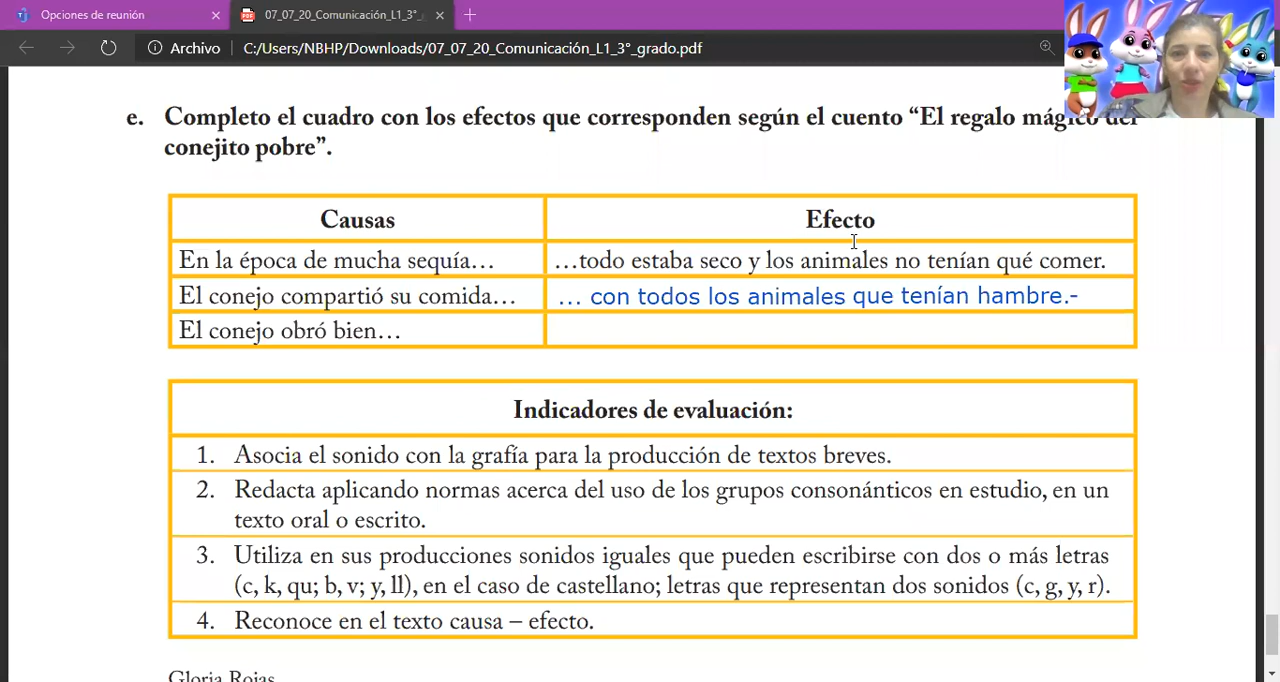 Opciones de reunión
07_07_20_Comunicación_L1_3°_g
Archivo
C:/Users/NBHP/Downloads/07_07_20_Comunicación_L1_3°_grado.pdf
e. Completo el cuadro con los efectos que corresponden según el cuento “El regalo mágico del
conejito pobre”.
Causas Efecto
En la época de mucha sequía… …todo estaba seco y los animales no tenían qué comer.
El conejo compartió su comida… … con todos los animales que tenían hambre.-
El conejo obró bien…
Indicadores de evaluación:
1. Asocia el sonido con la grafía para la producción de textos breves.
2. Redacta aplicando normas acerca del uso de los grupos consonánticos en estudio, en un
texto oral o escrito.
3. Utiliza en sus producciones sonidos iguales que pueden escribirse con dos o más letras
(c, k, qu; b, v; y, ll), en el caso de castellano; letras que representan dos sonidos (c, g, y, r).
4. Reconoce en el texto causa – efecto.
Gloria Rojas